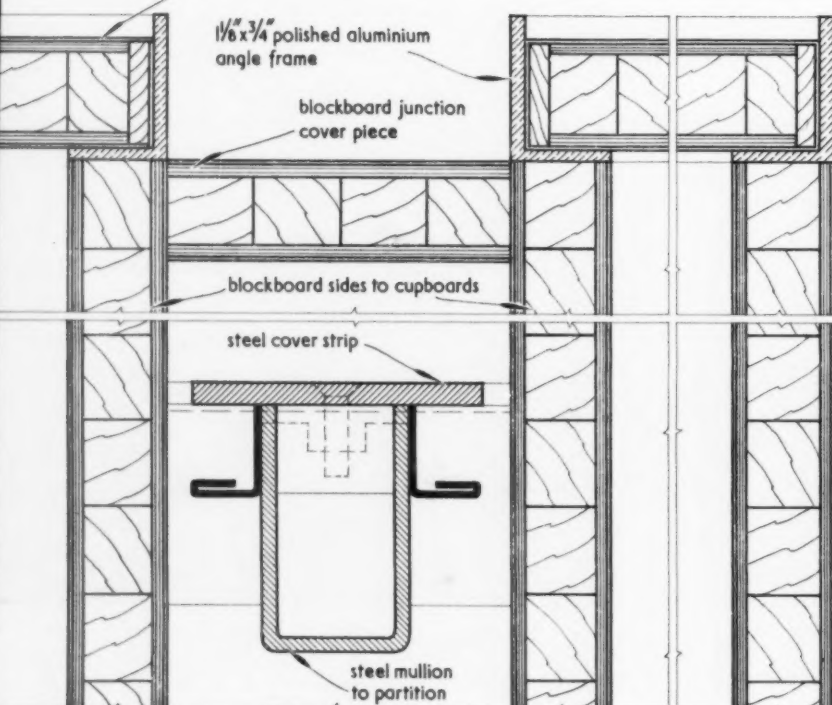 1⅛"x¾" polished aluminium
angle frame
blockboard junction
cover piece
blockboard sides to cupboards
steel cover strip
steel mullion
to partition